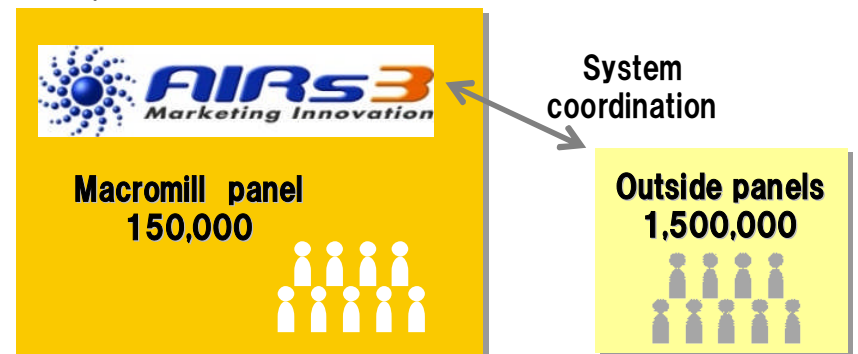 AIRs3
Marketing Innovation
System
coordination
Macromill panel
150,000
Outside panels
1,500,000